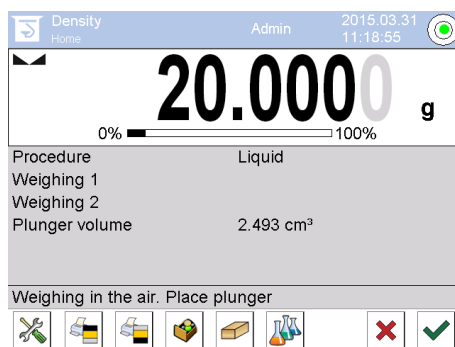 Density
Home
Admin
2015.03.31
11:18:55
20.0000 g
0% 100%
Procedure Liquid
Weighing 1
Weighing 2
Plunger volume 2.493 cm³
Weighing in the air. Place plunger